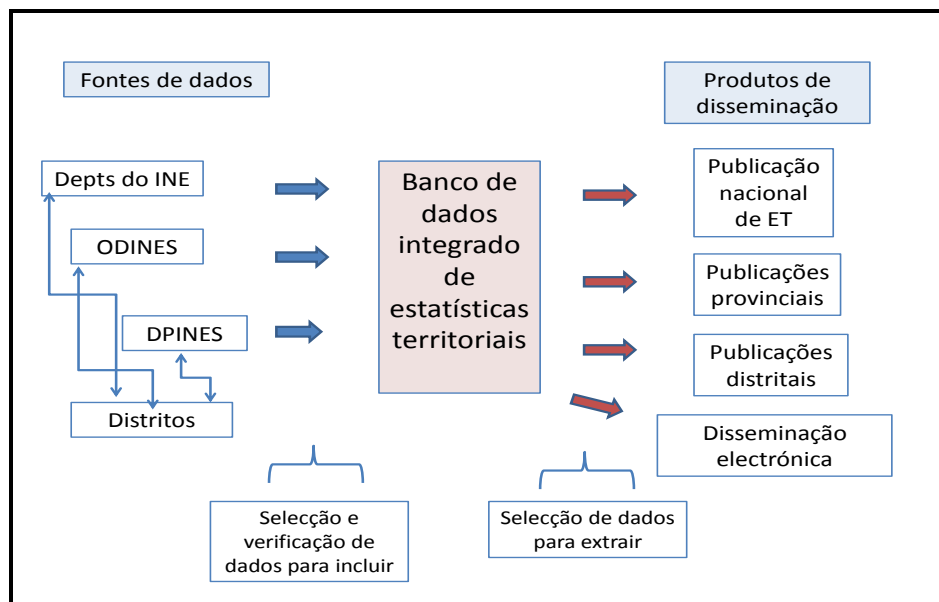 Fontes de dados
Produtos de
disseminação
Depts do INE
ODINES
DPINES
Distritos
Banco de
dados
integrado
de
estatísticas
territoriais
Publicação
nacional
de ET
Publicações
provinciais
Publicações
distritais
Disseminação
electrónica
Selecção e
verificação de
dados para incluir
Selecção de dados
para extrair